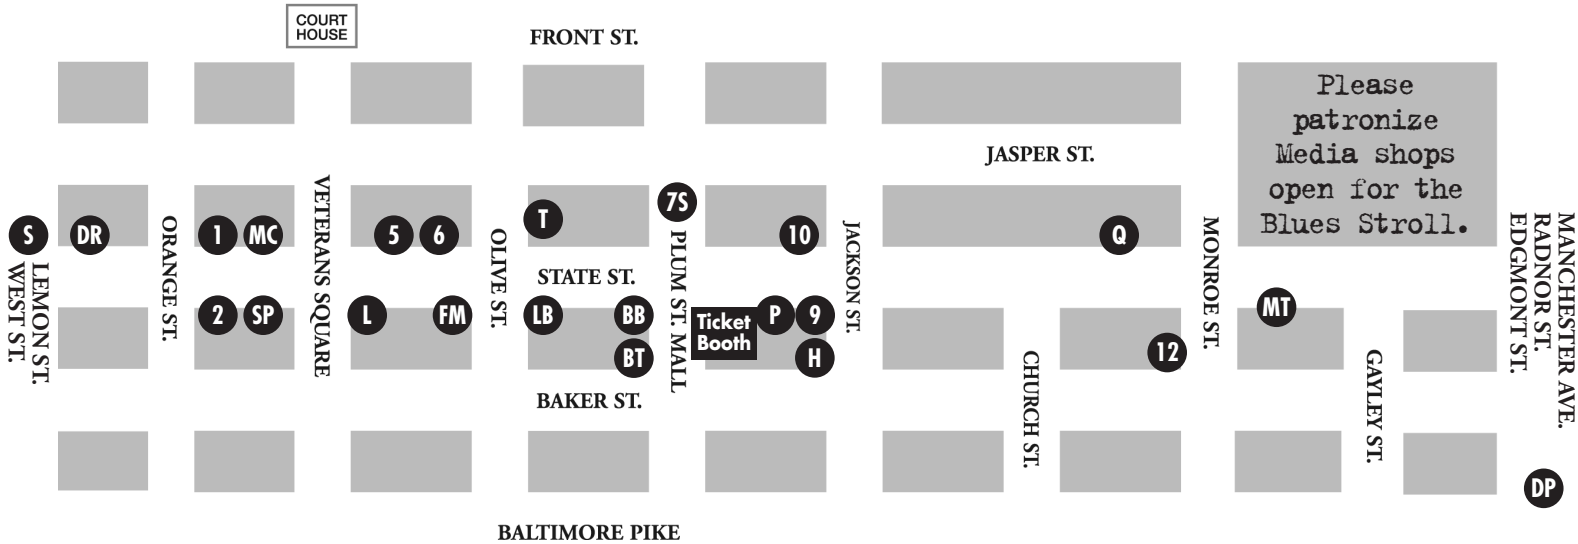 COURT
HOUSE
FRONT ST.
Please
patronize
Media shops
open for the
Blues Stroll.
JASPER ST.
S
DR
ORANGE ST.
1
MC
VETERANS SQUARE
5
6
OLIVE ST.
T
7S
PLUM ST. MALL
10
JACKSON ST.
Q
MONROE ST.
MANCHESTER AVE.
RADNOR ST.
EDGMONT ST.
STATE ST.
LEMON ST.
WEST ST.
2
SP
L
FM
LB
BB
BT
Ticket
Booth
P
9
H
12
MT
CHURCH ST.
GAYLEY ST.
BAKER ST.
DP
BALTIMORE PIKE